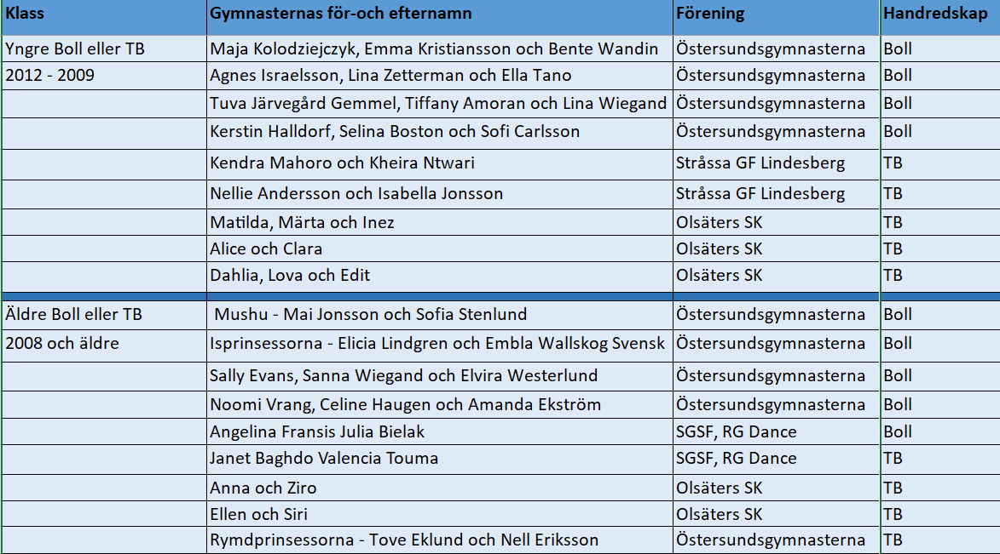 Klass Gymnasternas för-och efternamn Förening Handredskap
Yngre Boll eller TB Maja Kolodziejczyk, Emma Kristiansson och Bente Wandin Östersundsgymnasterna Boll
2012 - 2009 Agnes Israelsson, Lina Zetterman och Ella Tano Östersundsgymnasterna Boll
Tuva Järvegård Gemmel, Tiffany Amoran och Lina Wiegand Östersundsgymnasterna Boll
Kerstin Halldorf, Selina Boston och Sofi Carlsson Östersundsgymnasterna Boll
Kendra Mahoro och Kheira Ntwari Stråssa GF Lindesberg TB
Nellie Andersson och Isabella Jonsson Stråssa GF Lindesberg TB
Matilda, Märta och Inez Olsäters SK TB
Alice och Clara Olsäters SK TB
Dahlia, Lova och Edit Olsäters SK TB
Äldre Boll eller TB Mushu - Mai Jonsson och Sofia Stenlund Östersundsgymnasterna Boll
2008 och äldre Isprinsessorna - Elicia Lindgren och Embla Wallskog Svensk Östersundsgymnasterna Boll
Sally Evans, Sanna Wiegand och Elvira Westerlund Östersundsgymnasterna Boll
Noomi Vrang, Celine Haugen och Amanda Ekström Östersundsgymnasterna Boll
Angelina Fransis Julia Bielak SGSF, RG Dance Boll
Janet Baghdo Valencia Touma SGSF, RG Dance TB
Anna och Ziro Olsäters SK TB
Ellen och Siri Olsäters SK TB
Rymdprinsessorna - Tove Eklund och Nell Eriksson Östersundsgymnasterna TB